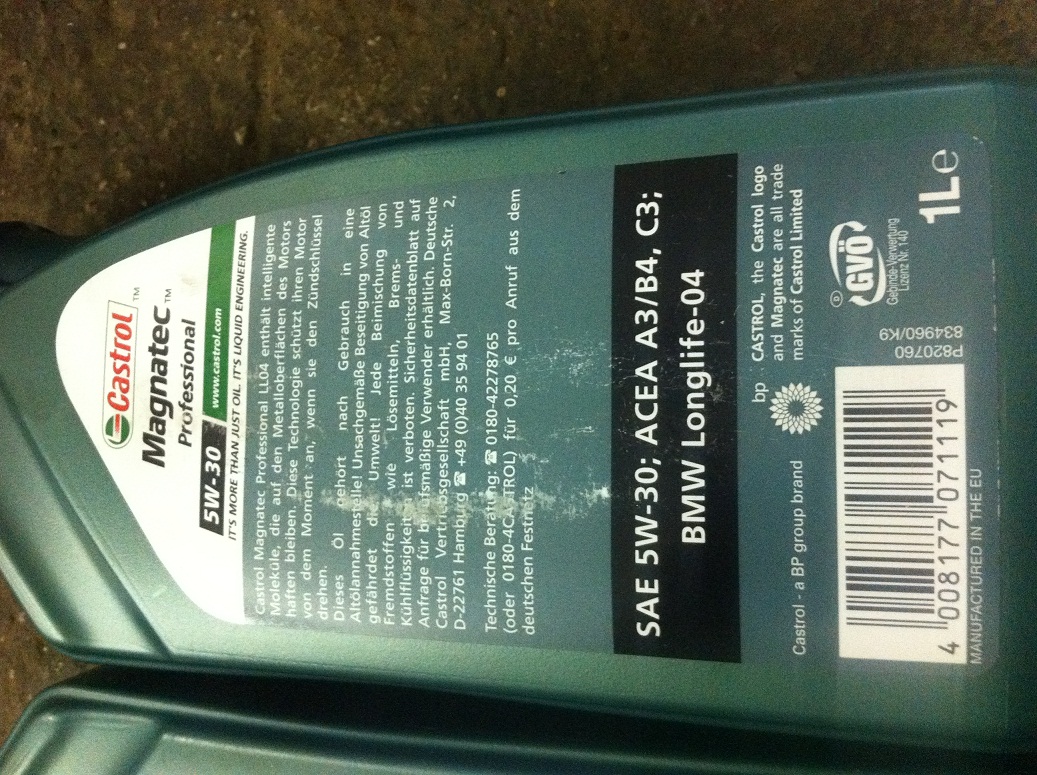 Castrol TM
Magnatec TM
Professional
5W-30 www.castrol.com
IT'S MORE THAN JUST OIL. IT'S LIQUID ENGINEERING.
Castrol Magnatec Professional LL04 enthält intelligente
Moleküle, die auf den Metalloberflächen des Motors
haften bleiben. Diese Technologie schützt ihren Motor
von dem Moment an, wenn sie den Zündschlüssel
drehen.
Dieses Öl gehört nach Gebrauch in eine
Altölannahmestelle! Unsachgemäße Beseitigung von Altöl
gefährdet die Umwelt! Jede Beimischung von
Fremdstoffen wie Lösemitteln, Brems- und
Kühlflüssigkeiten ist verboten. Sicherheitsdatenblatt auf
Anfrage für berufsmäßige Verwender erhältlich. Deutsche
Castrol Vertriebsgesellschaft mbH, Max-Born-Str. 2,
D-22761 Hamburg ☎ +49 (0)40 35 94 01
Technische Beratung: ☎ 0180-42278765
(oder 0180-4CASTROL) für 0,20 € pro Anruf aus dem
deutschen Festnetz
SAE 5W-30; ACEA A3/B4, C3;
BMW Longlife-04
Castrol - a BP group brand
bp
CASTROL, the Castrol logo
and Magnatec are all trade
marks of Castrol Limited
P820760
834960/K9
GVÖ
Gebinde-Verwertung
Lizenz Nr. 140
1L℮
4 008177 071119
MANUFACTURED IN THE EU